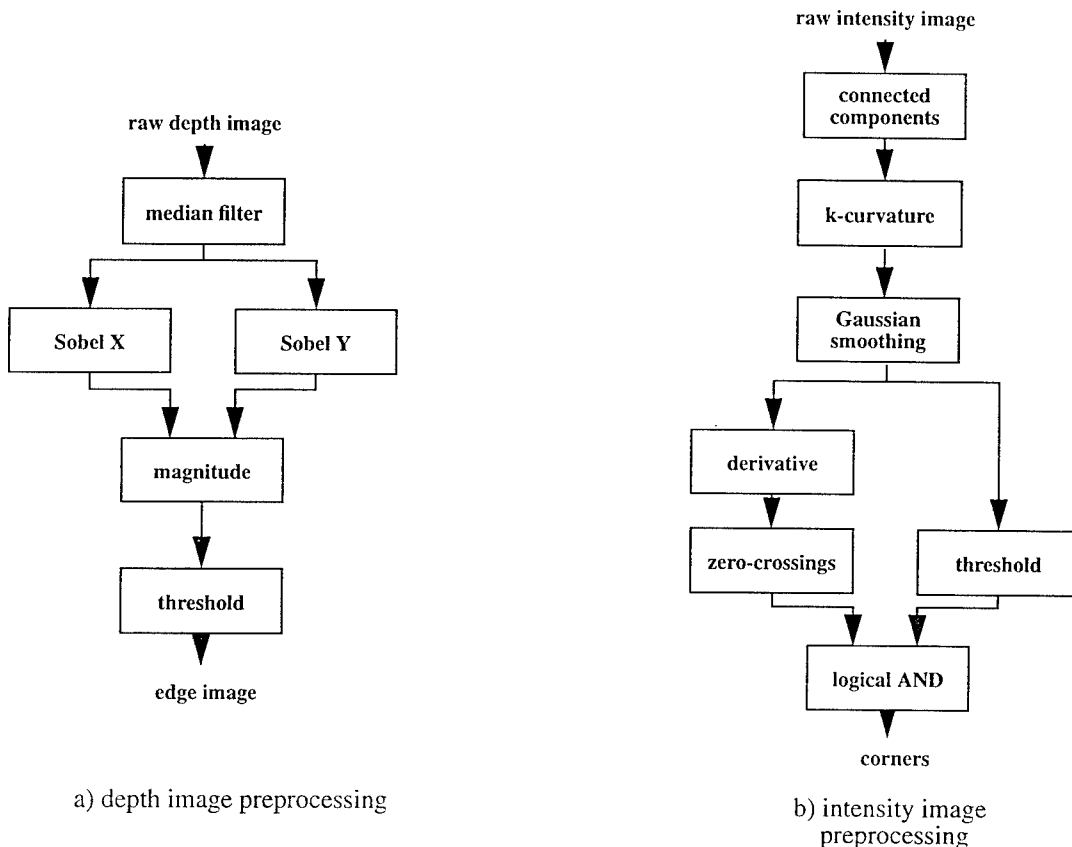 raw depth image
median filter
Sobel X
Sobel Y
magnitude
threshold
edge image
a) depth image preprocessing
raw intensity image
connected
components
k-curvature
Gaussian
smoothing
derivative
zero-crossings
threshold
logical AND
corners
b) intensity image
preprocessing